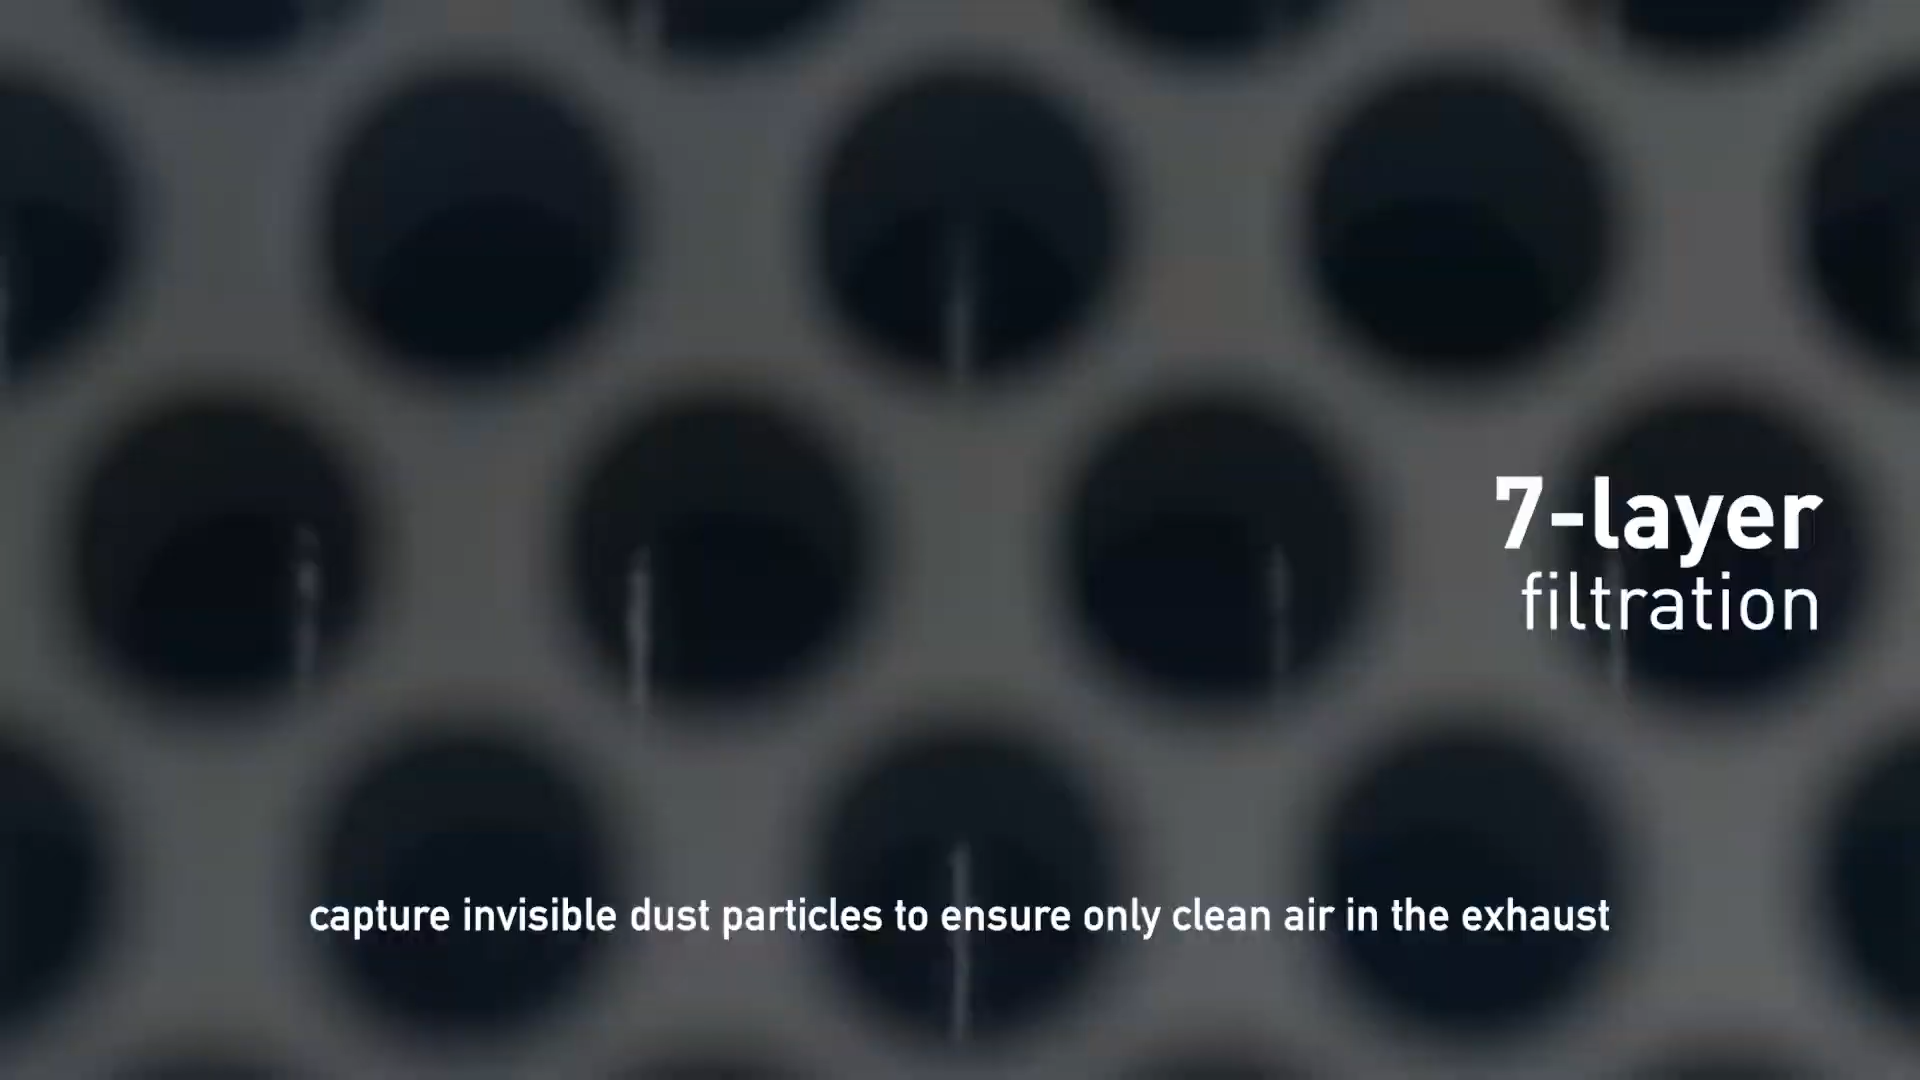 7-layer
filtration
capture invisible dust particles to ensure only clean air in the exhaust